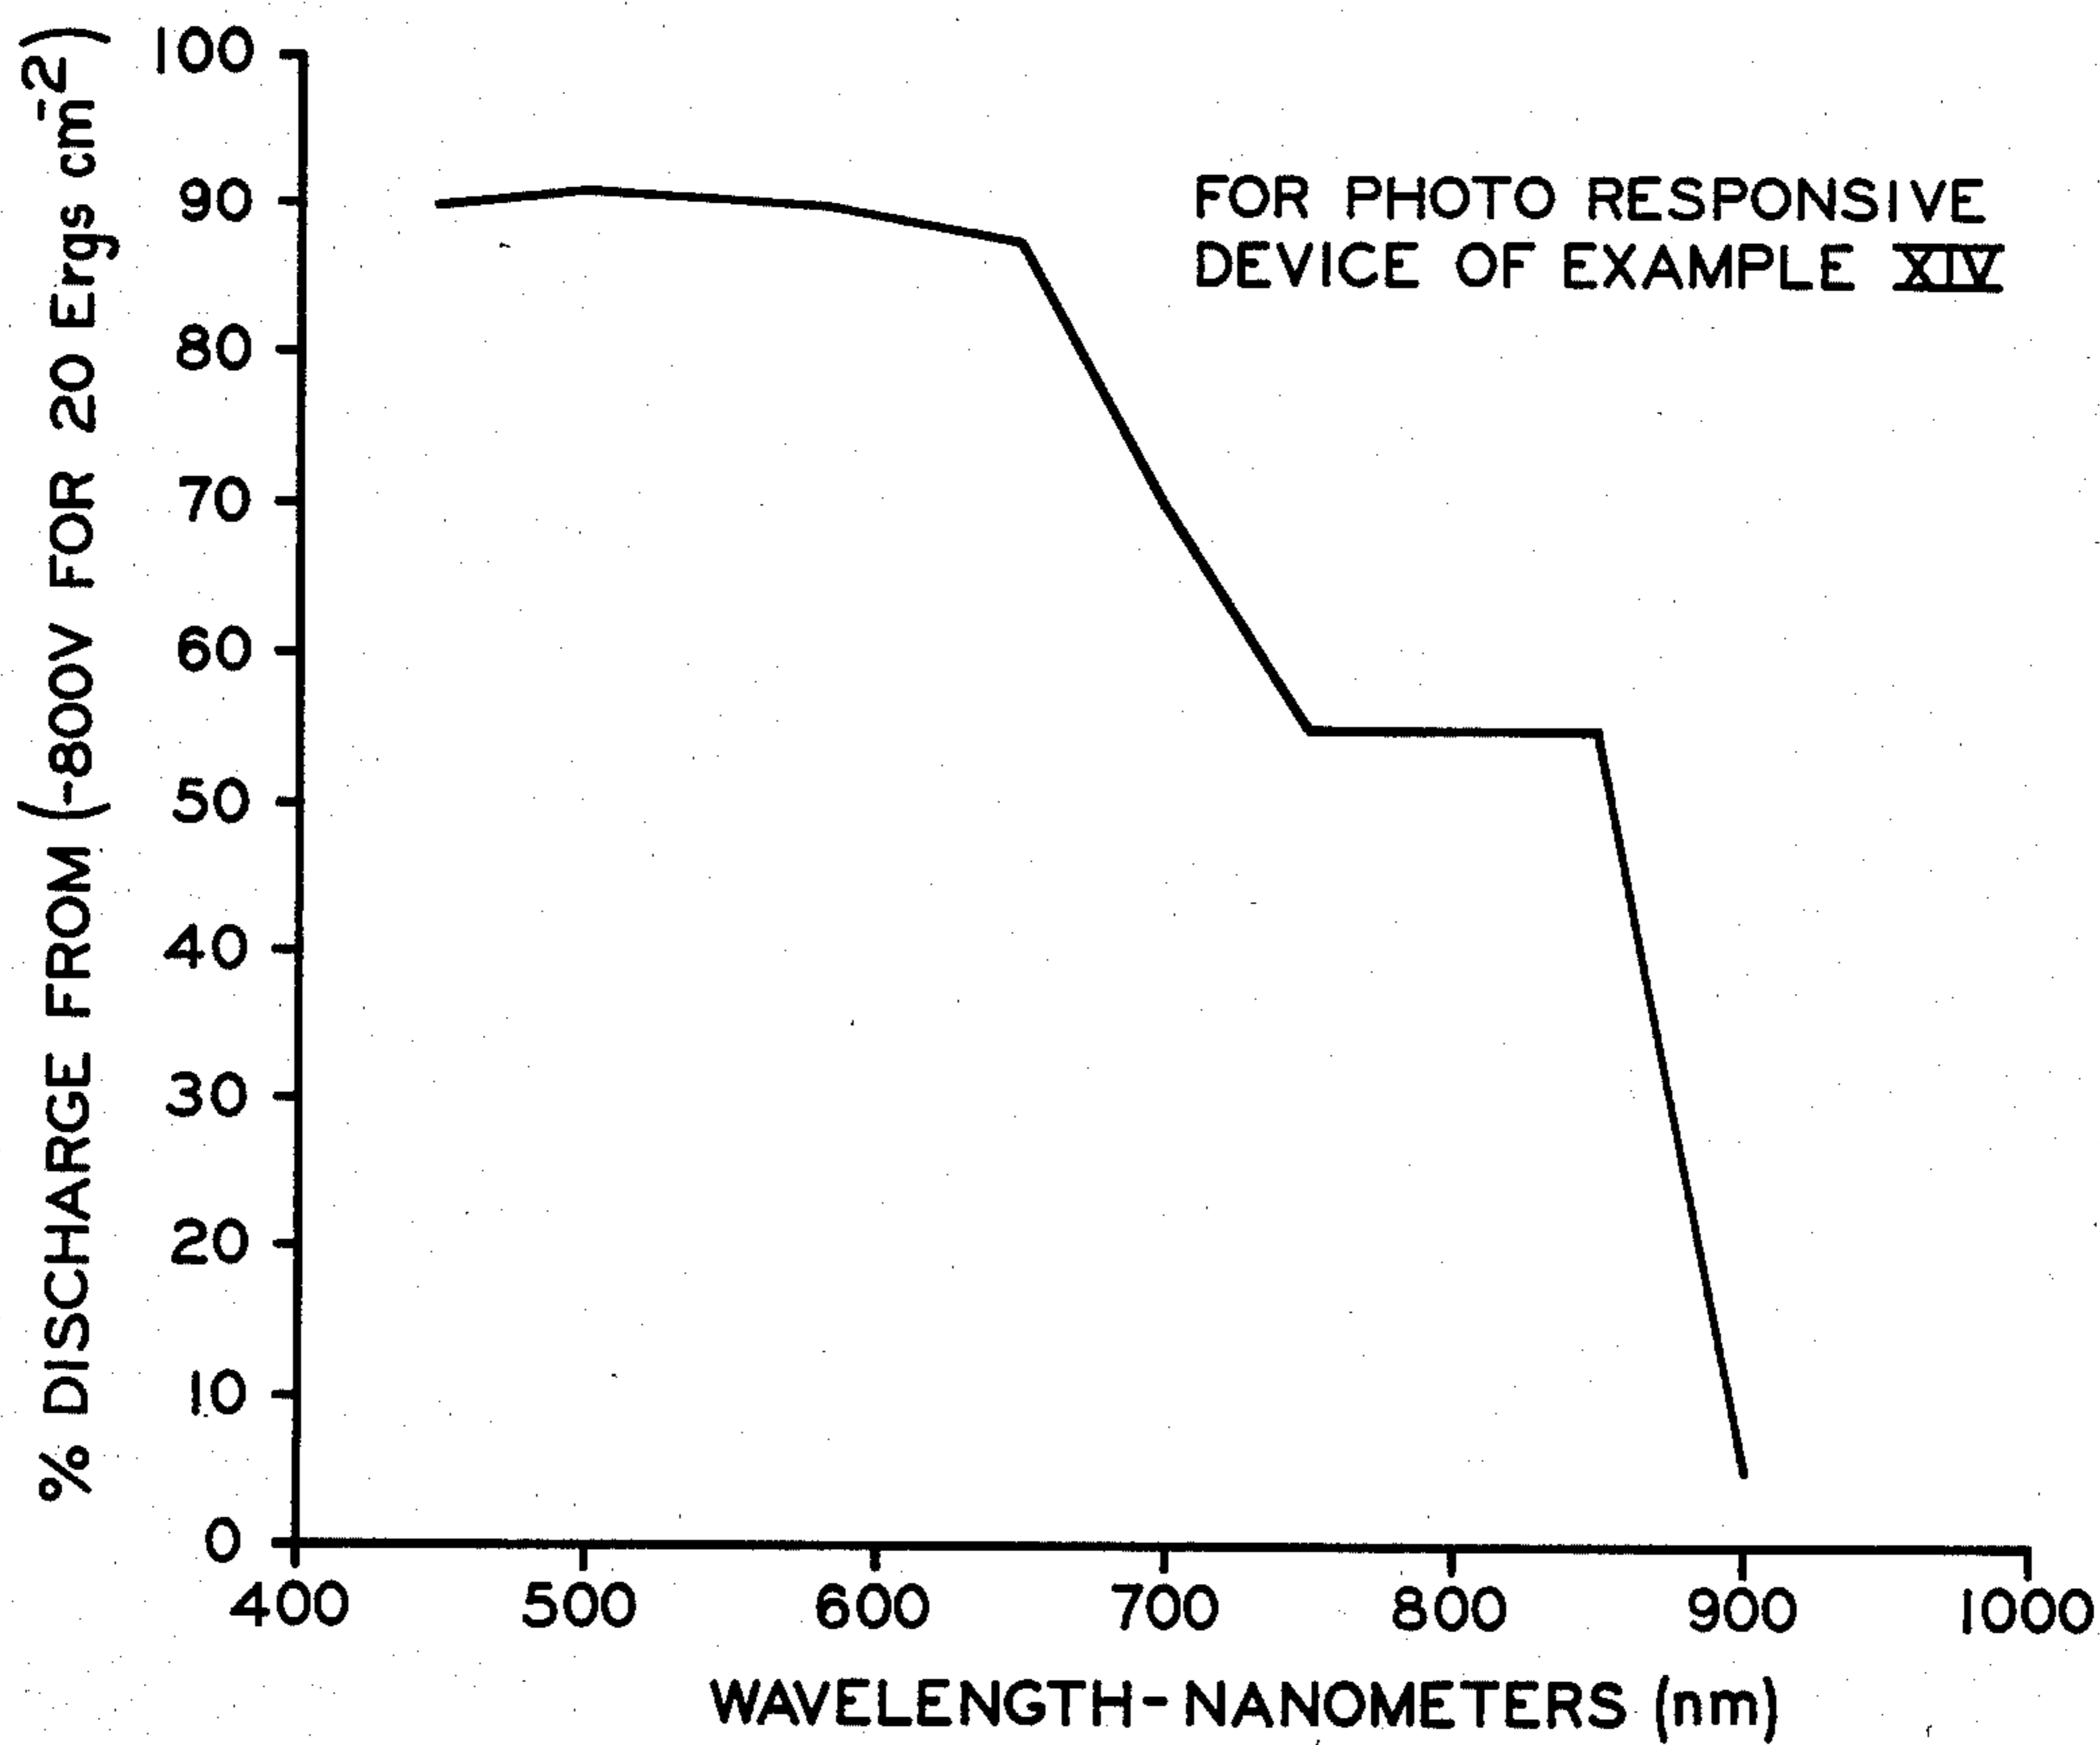 % DISCHARGE FROM (-800V FOR 20 Ergs cm⁻²)
100
90
80
70
60
50
40
30
20
10
0
FOR PHOTO RESPONSIVE
DEVICE OF EXAMPLE XIV
400 500 600 700 800 900 1000
WAVELENGTH-NANOMETERS (nm)